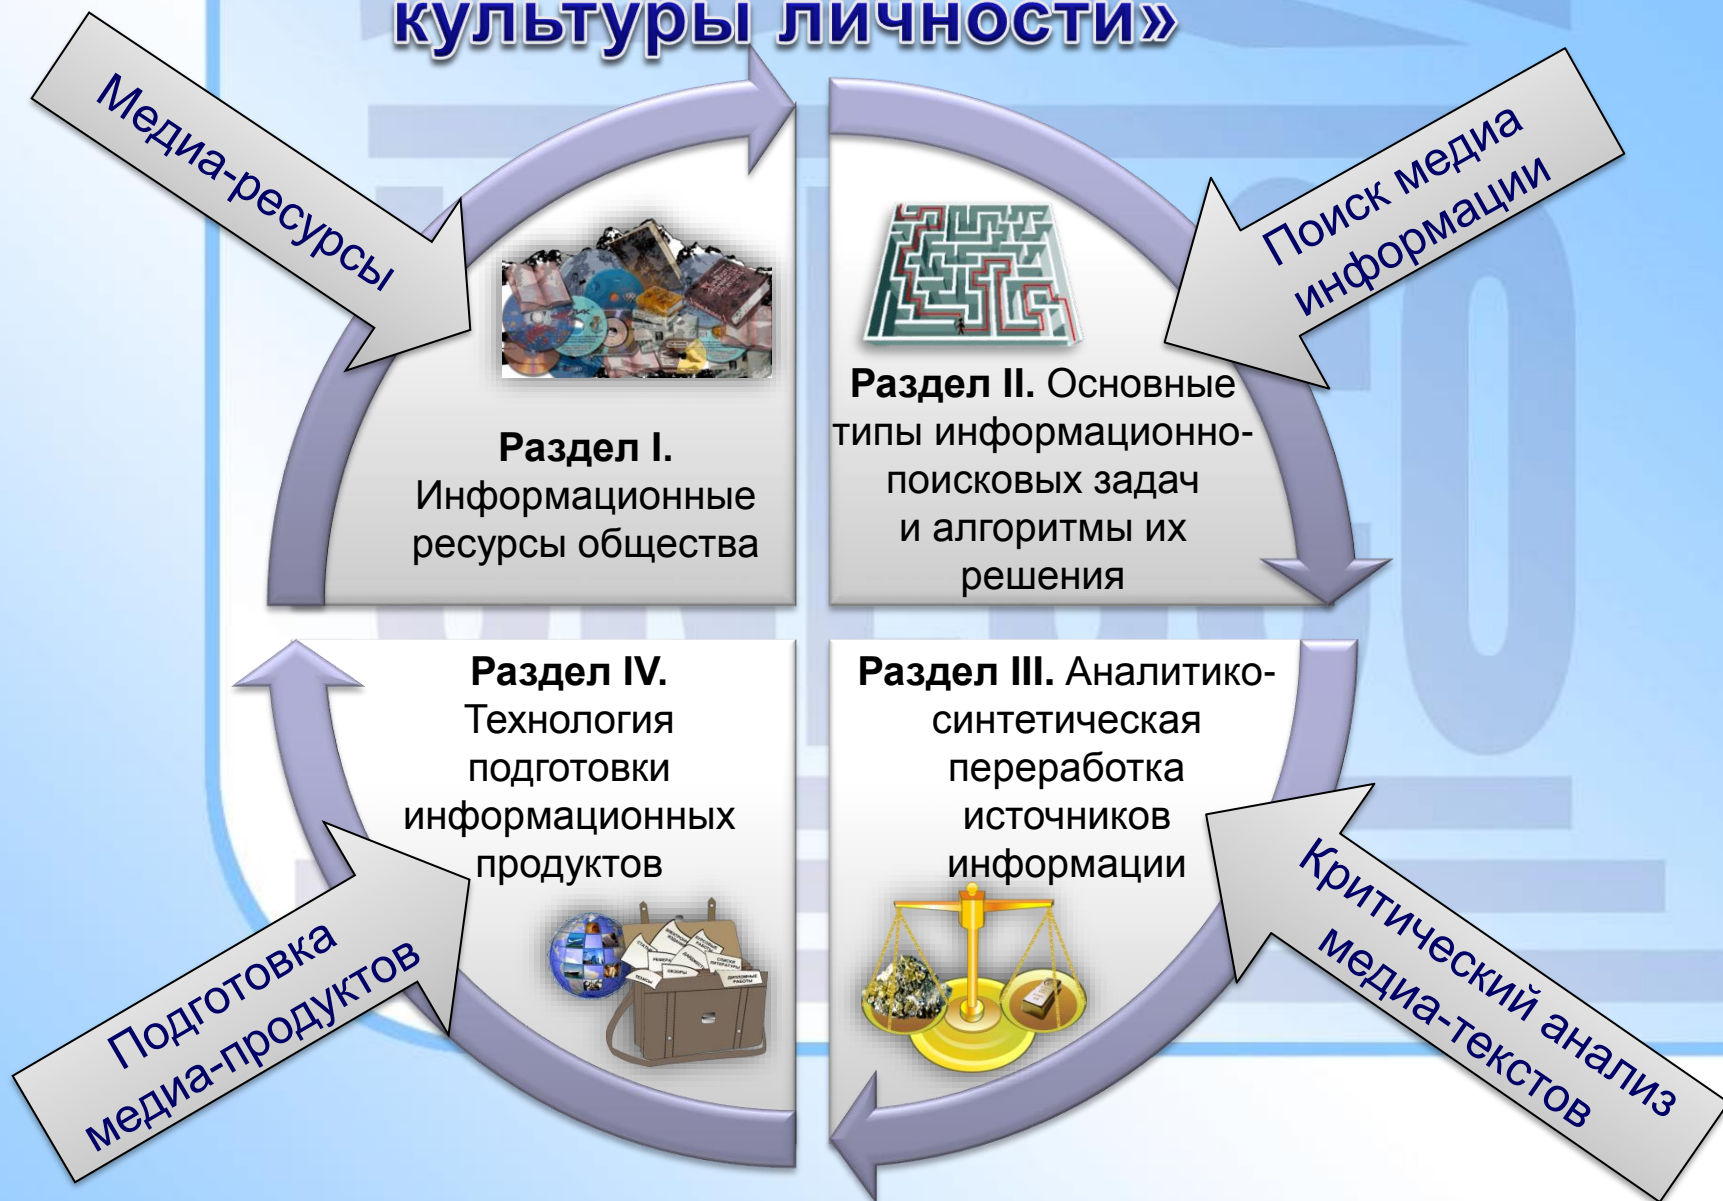 культуры личности»
Медиа-ресурсы
Поиск медиа
информации
Раздел I.
Информационные
ресурсы общества
Раздел II. Основные
типы информационно-
поисковых задач
и алгоритмы их
решения
Раздел IV.
Технология
подготовки
информационных
продуктов
Раздел III. Аналитико-
синтетическая
переработка
источников
информации
Подготовка
медиа-продуктов
Критический анализ
медиа-текстов